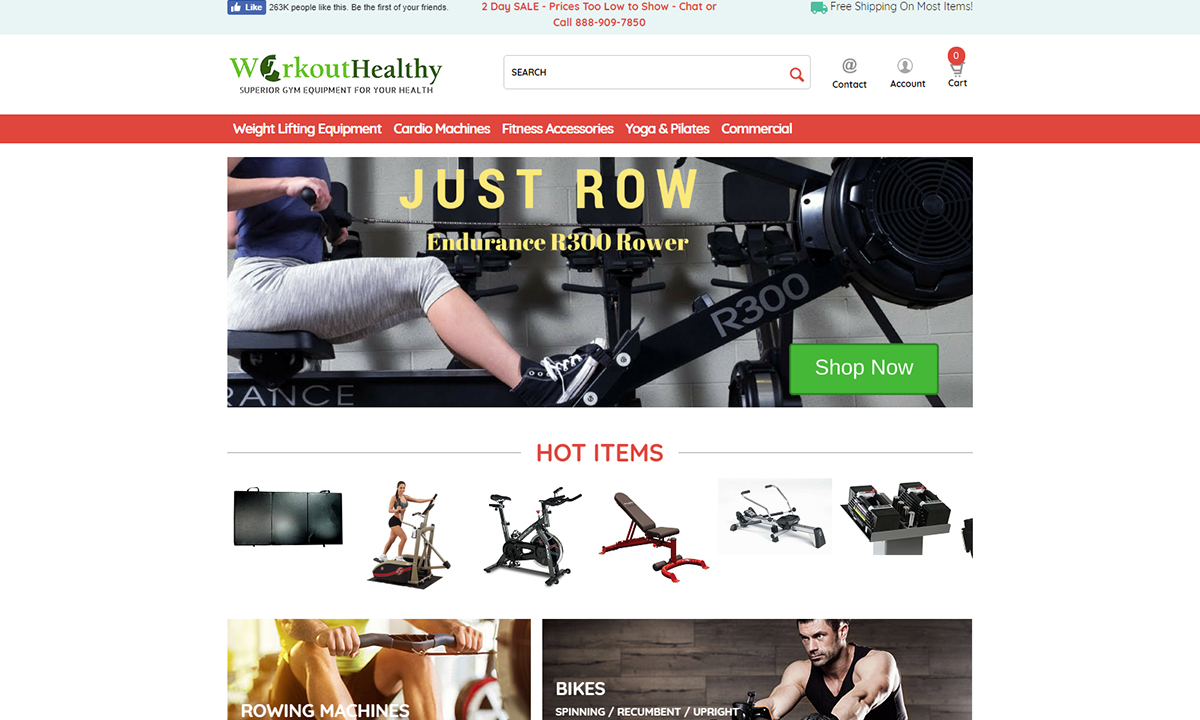 Like 263K people like this. Be the first of your friends.
2 Day SALE - Prices Too Low to Show - Chat or
Call 888-909-7850
Free Shipping On Most Items!
WorkoutHealthy
SUPERIOR GYM EQUIPMENT FOR YOUR HEALTH
SEARCH
@
Contact
Account
0
Cart
Weight Lifting Equipment Cardio Machines Fitness Accessories Yoga & Pilates Commercial
JUST ROW
Endurance R300 Rower
R300
RANCE
Shop Now
HOT ITEMS
ROWING MACHINES
BIKES
SPINNING / RECUMBENT / UPRIGHT